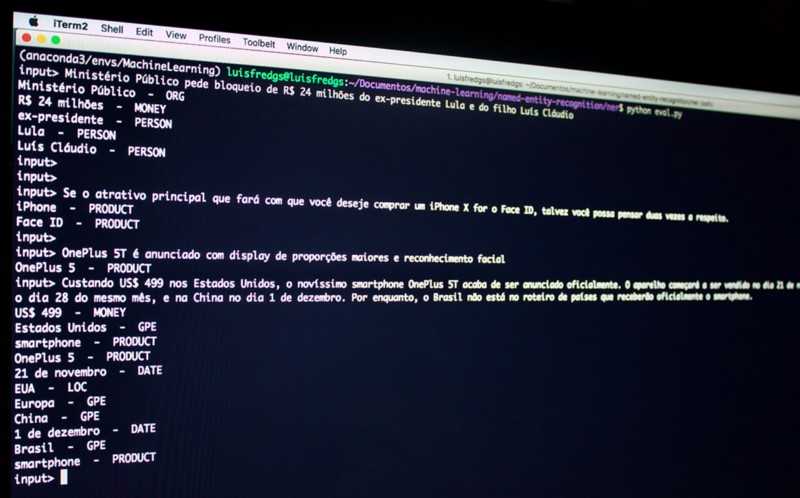 iTerm2 Shell Edit View Profiles Toolbelt Window Help
1. luisfredgs@luisfredgs: ~/Documentos/machine-learning/named-entity-recognition/ner
(anaconda3/envs/MachineLearning) luisfredgs@luisfredgs:~/Documentos/machine-learning/named-entity-recognition/ner$ python eval.py
input> Ministério Público pede bloqueio de R$ 24 milhões do ex-presidente Lula e do filho Luís Cláudio
Ministério Público - ORG
R$ 24 milhões - MONEY
ex-presidente - PERSON
Lula - PERSON
Luís Cláudio - PERSON
input>
input>
input> Se o atrativo principal que fará com que você deseje comprar um iPhone X for o Face ID, talvez você possa pensar duas vezes a respeito.
iPhone - PRODUCT
Face ID - PRODUCT
input>
input> OnePlus 5T é anunciado com display de proporções maiores e reconhecimento facial
OnePlus 5 - PRODUCT
input> Custando US$ 499 nos Estados Unidos, o novíssimo smartphone OnePlus 5T acaba de ser anunciado oficialmente. O aparelho começará a ser vendido no dia 21 de
o dia 28 do mesmo mês, e na China no dia 1 de dezembro. Por enquanto, o Brasil não está no roteiro de países que receberão oficialmente o smartphone.
US$ 499 - MONEY
Estados Unidos - GPE
smartphone - PRODUCT
OnePlus 5 - PRODUCT
21 de novembro - DATE
EUA - LOC
Europa - GPE
China - GPE
1 de dezembro - DATE
Brasil - GPE
smartphone - PRODUCT
input>